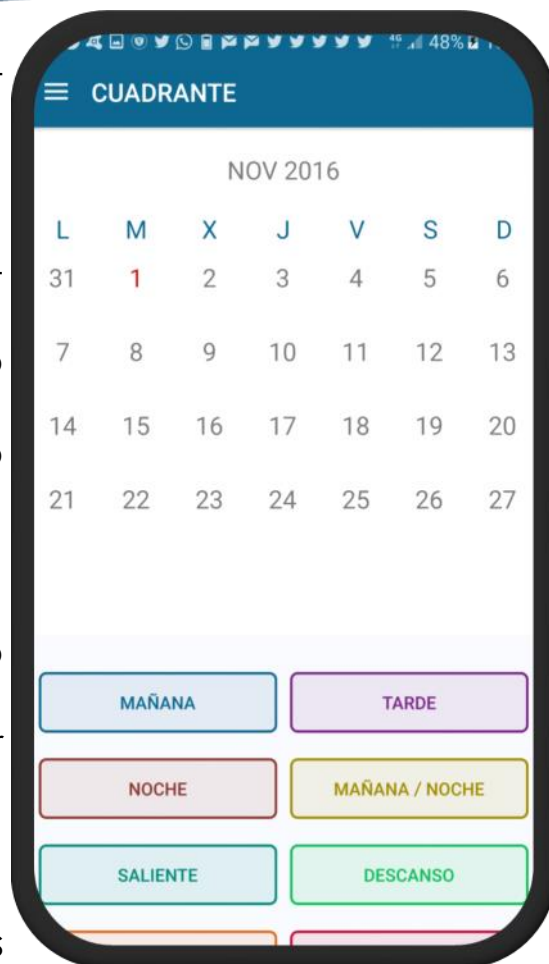 48%
CUADRANTE
NOV 2016
L M X J V S D
31 1 2 3 4 5 6
7 8 9 10 11 12 13
14 15 16 17 18 19 20
21 22 23 24 25 26 27
MAÑANA TARDE
NOCHE MAÑANA / NOCHE
SALIENTE DESCANSO